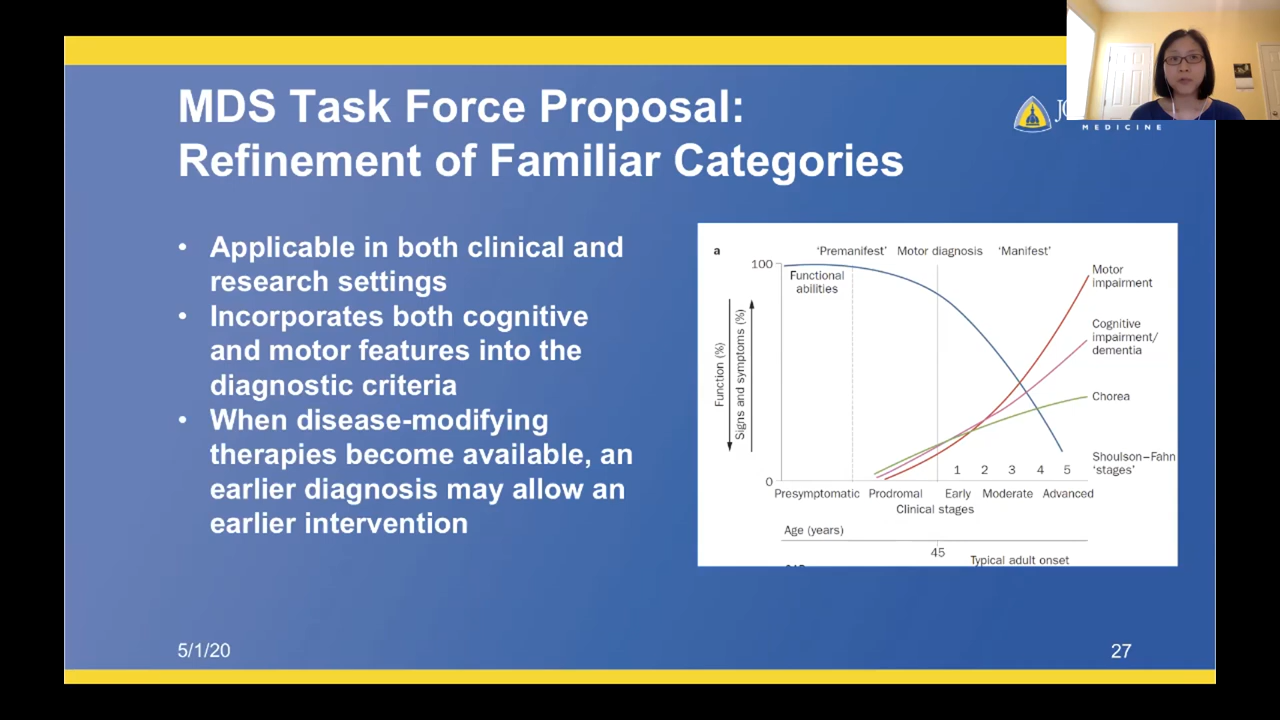 MDS Task Force Proposal:
Refinement of Familiar Categories
MEDICINE
• Applicable in both clinical and
research settings
• Incorporates both cognitive
and motor features into the
diagnostic criteria
• When disease-modifying
therapies become available, an
earlier diagnosis may allow an
earlier intervention
a
'Premanifest' Motor diagnosis 'Manifest'
100
Functional
abilities
Motor
impairment
Cognitive
impairment/
dementia
Chorea
Function (%)
Signs and symptoms (%)
1 2 3 4 5
Shoulson–Fahn
'stages'
0
Presymptomatic Prodromal Early Moderate Advanced
Clinical stages
Age (years)
45
Typical adult onset
5/1/20
27